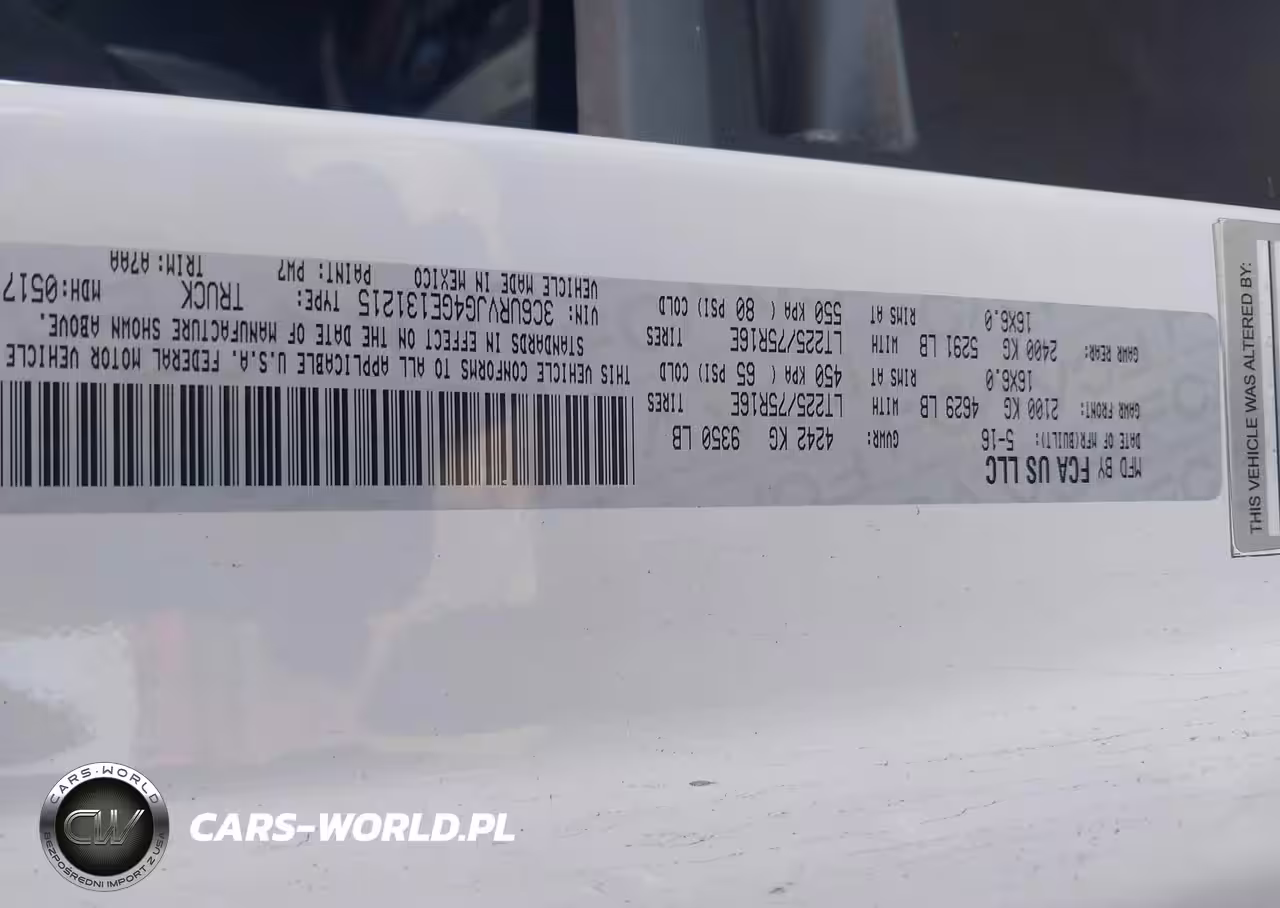 MFD BY FCA US LLC
DATE OF MFR(BUILT): 5-16 GVWR: 4242 KG 9350 LB
GAWR FRONT: 2100 KG 4629 LB WITH LT225/75R16E TIRES
16X6.0 RIMS AT 450 KPA ( 65 PSI) COLD
GAWR REAR: 2400 KG 5291 LB WITH LT225/75R16E TIRES
16X6.0 RIMS AT 550 KPA ( 80 PSI) COLD
THIS VEHICLE CONFORMS TO ALL APPLICABLE U.S.A. FEDERAL MOTOR VEHICLE
STANDARDS IN EFFECT ON THE DATE OF MANUFACTURE SHOWN ABOVE.
VIN: 3C6URVJG4GE131215 TYPE: TRUCK MDH:0517
VEHICLE MADE IN MEXICO PAINT: PW7 TRIM: A7AA
THIS VEHICLE WAS ALTERED BY:
CARS-WORLD
CW
BEZPOŚREDNI IMPORT Z USA
CARS-WORLD.PL